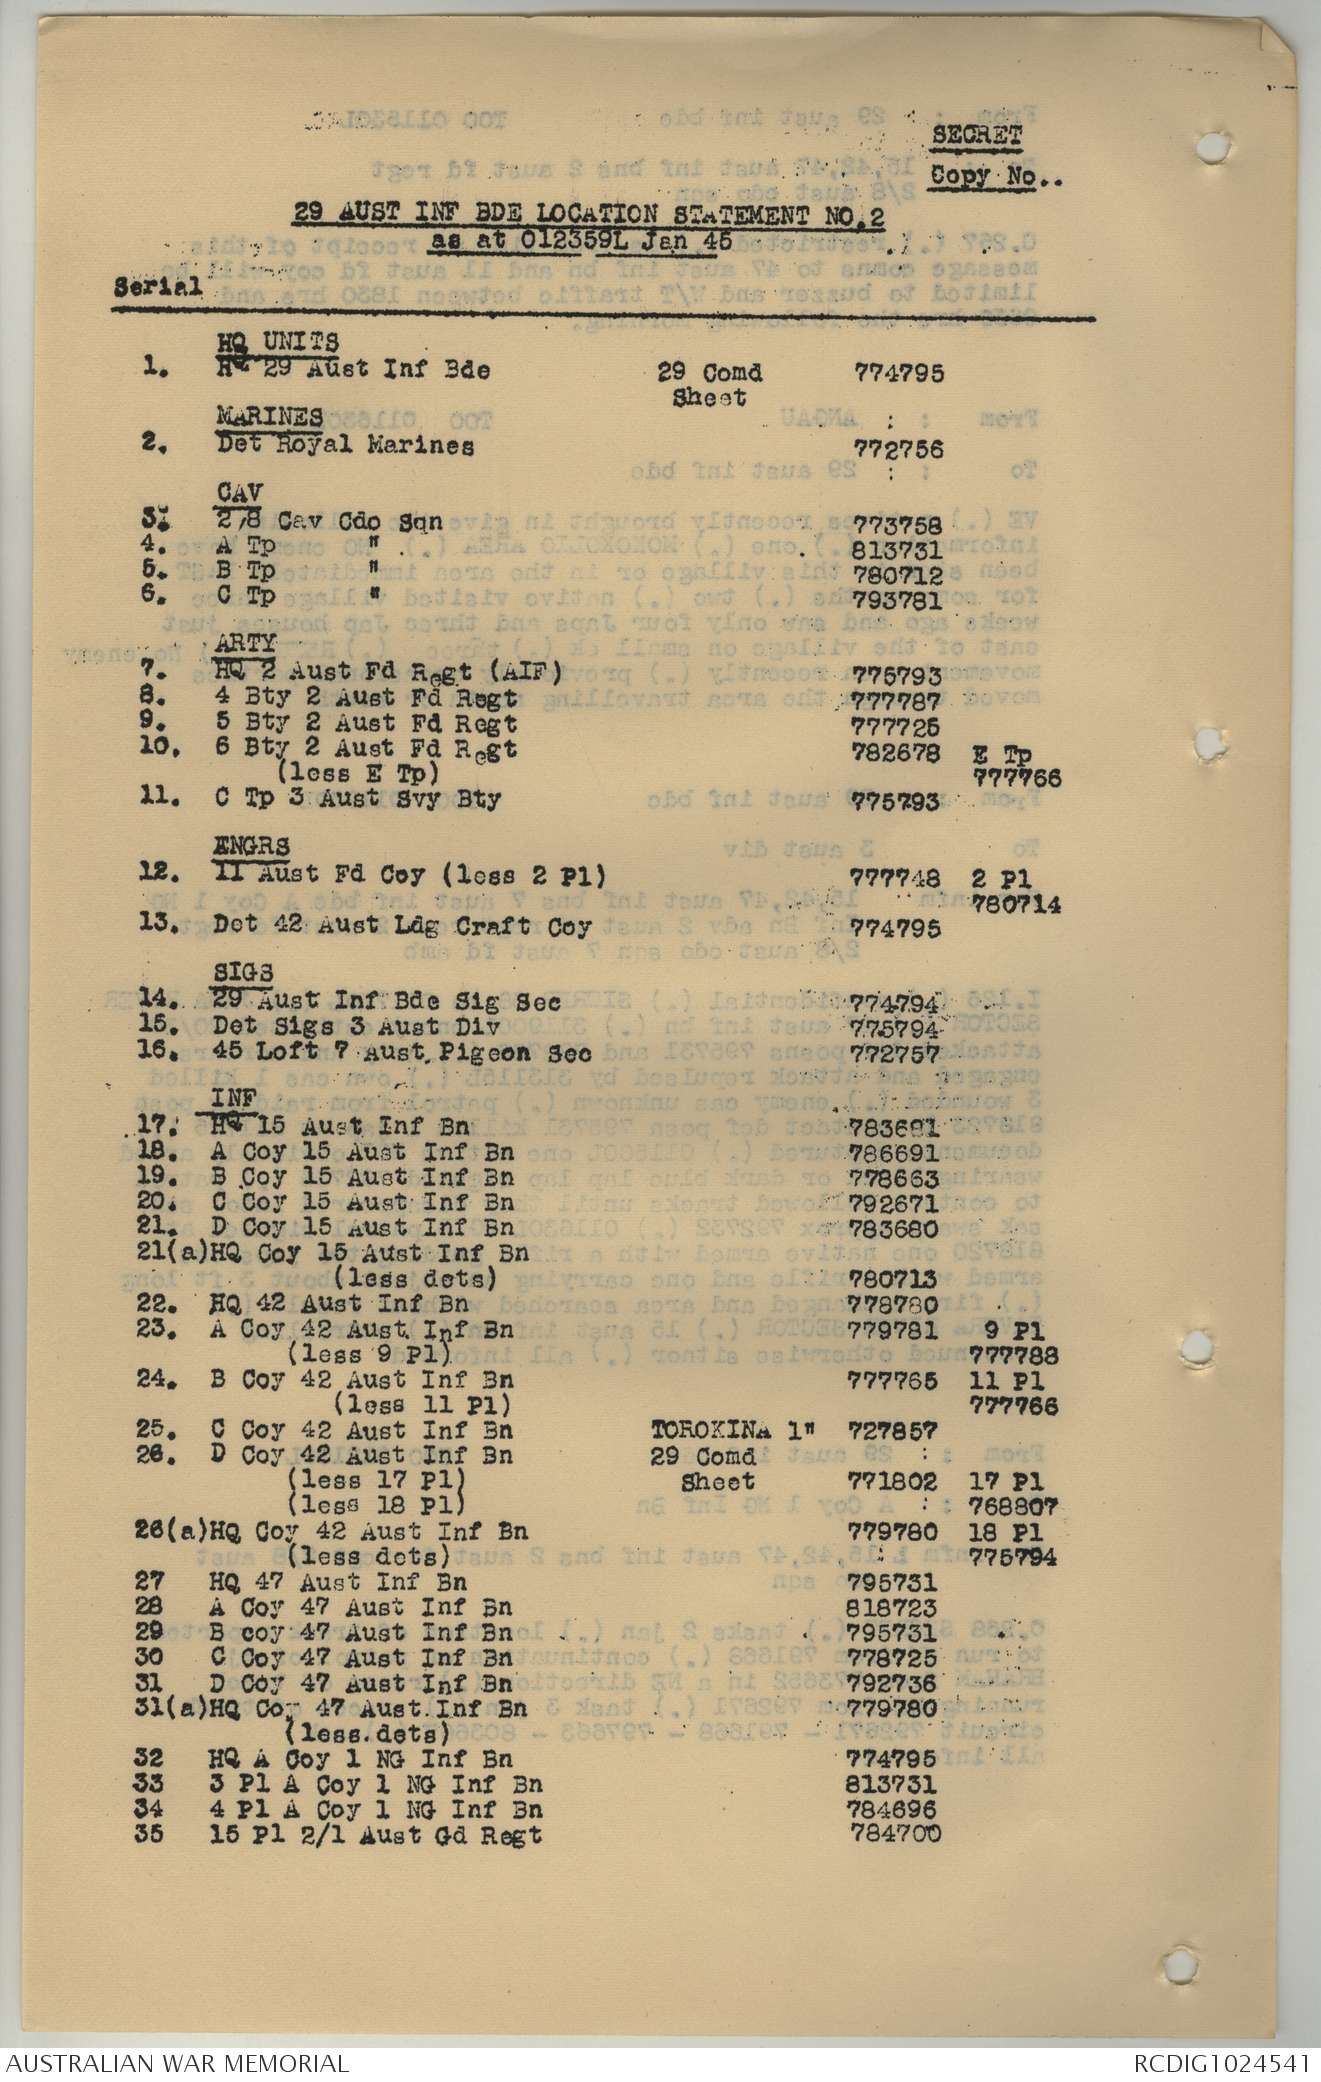 SECRET
Copy No..
29 AUST INF BDE LOCATION STATEMENT NO.2
as at 012359L Jan 45
Serial
HQ UNITS
1. HQ 29 Aust Inf Bde 29 Comd 774795
Sheet
MARINES
2. Det Royal Marines 772756
CAV
3. 2/8 Cav Cdo Sqn 773758
4. A Tp " 813731
5. B Tp " 780712
6. C Tp " 793781
ARTY
7. HQ 2 Aust Fd Regt (AIF) 775793
8. 4 Bty 2 Aust Fd Regt 777787
9. 5 Bty 2 Aust Fd Regt 777725
10. 6 Bty 2 Aust Fd Regt 782678 E Tp
(less E Tp) 777766
11. C Tp 3 Aust Svy Bty 775793
ENGRS
12. 11 Aust Fd Coy (less 2 Pl) 777748 2 Pl
780714
13. Det 42 Aust Ldg Craft Coy 774795
SIGS
14. 29 Aust Inf Bde Sig Sec 774794
15. Det Sigs 3 Aust Div 775794
16. 45 Loft 7 Aust Pigeon Sec 772757
INF
17. HQ 15 Aust Inf Bn 783691
18. A Coy 15 Aust Inf Bn 786691
19. B Coy 15 Aust Inf Bn 778663
20. C Coy 15 Aust Inf Bn 792671
21. D Coy 15 Aust Inf Bn 783680
21(a)HQ Coy 15 Aust Inf Bn
(less dets) 780713
22. HQ 42 Aust Inf Bn 778780
23. A Coy 42 Aust Inf Bn 779781 9 Pl
(less 9 Pl) 777788
24. B Coy 42 Aust Inf Bn 777765 11 Pl
(less 11 Pl) 777766
25. C Coy 42 Aust Inf Bn TOROKINA 1" 727857
26. D Coy 42 Aust Inf Bn 29 Comd
(less 17 Pl) Sheet 771802 17 Pl
(less 18 Pl) 768807
26(a)HQ Coy 42 Aust Inf Bn 779780 18 Pl
(less dets) 775794
27 HQ 47 Aust Inf Bn 795731
28 A Coy 47 Aust Inf Bn 818723
29 B coy 47 Aust Inf Bn 795731
30 C Coy 47 Aust Inf Bn 778725
31 D Coy 47 Aust Inf Bn 792736
31(a)HQ Coy 47 Aust Inf Bn 779780
(less dets)
32 HQ A Coy 1 NG Inf Bn 774795
33 3 Pl A Coy 1 NG Inf Bn 813731
34 4 Pl A Coy 1 NG Inf Bn 784696
35 15 Pl 2/1 Aust Gd Regt 784700
AUSTRALIAN WAR MEMORIAL RCDIG1024541